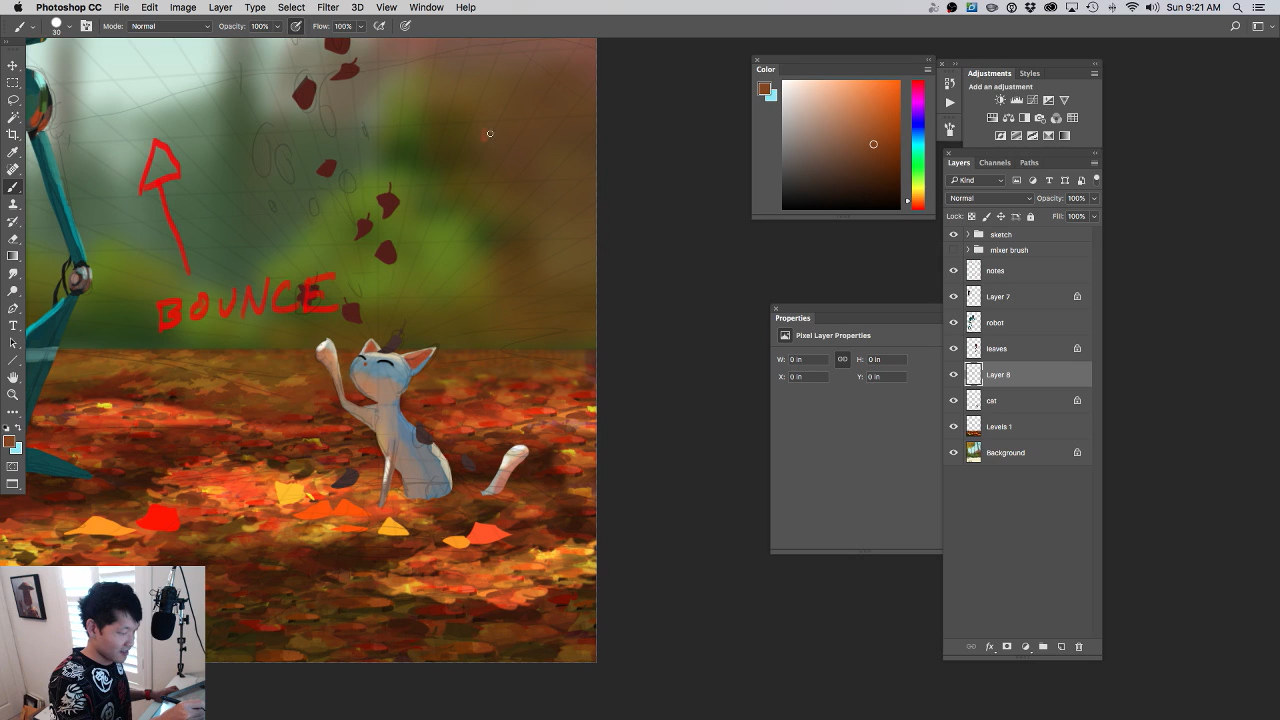 Photoshop CC File Edit Image Layer Type Select Filter 3D View Window Help Sun 9:21 AM
30 Mode: Normal Opacity: 100% Flow: 100%
Color
Adjustments Styles
Add an adjustment
Layers Channels Paths
Kind
Normal Opacity: 100%
Lock: Fill: 100%
sketch
mixer brush
notes
Layer 7
robot
leaves
Layer 8
cat
Levels 1
Background
Properties
Pixel Layer Properties
W: 0 in H: 0 in
X: 0 in Y: 0 in
fx
BOUNCE